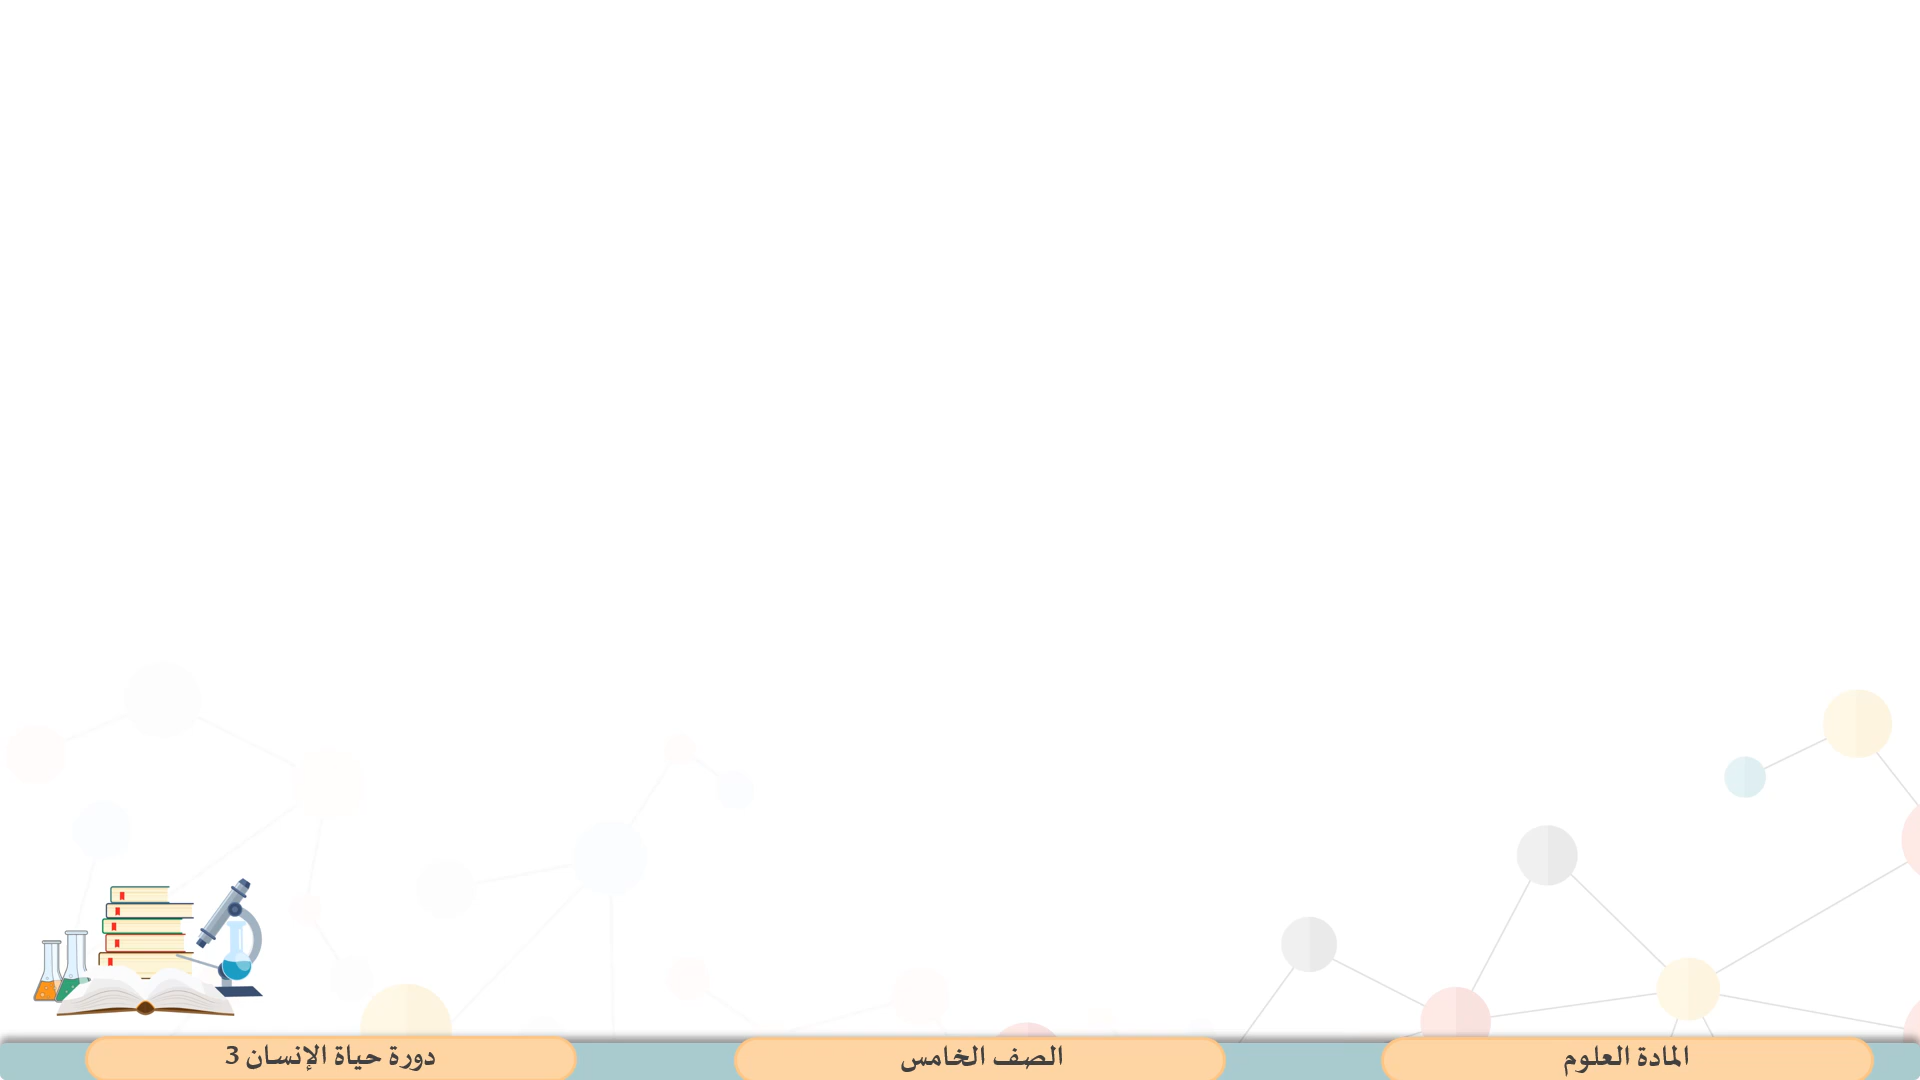 المادة العلوم
الصف الخامس
دورة حياة الإنسان 3